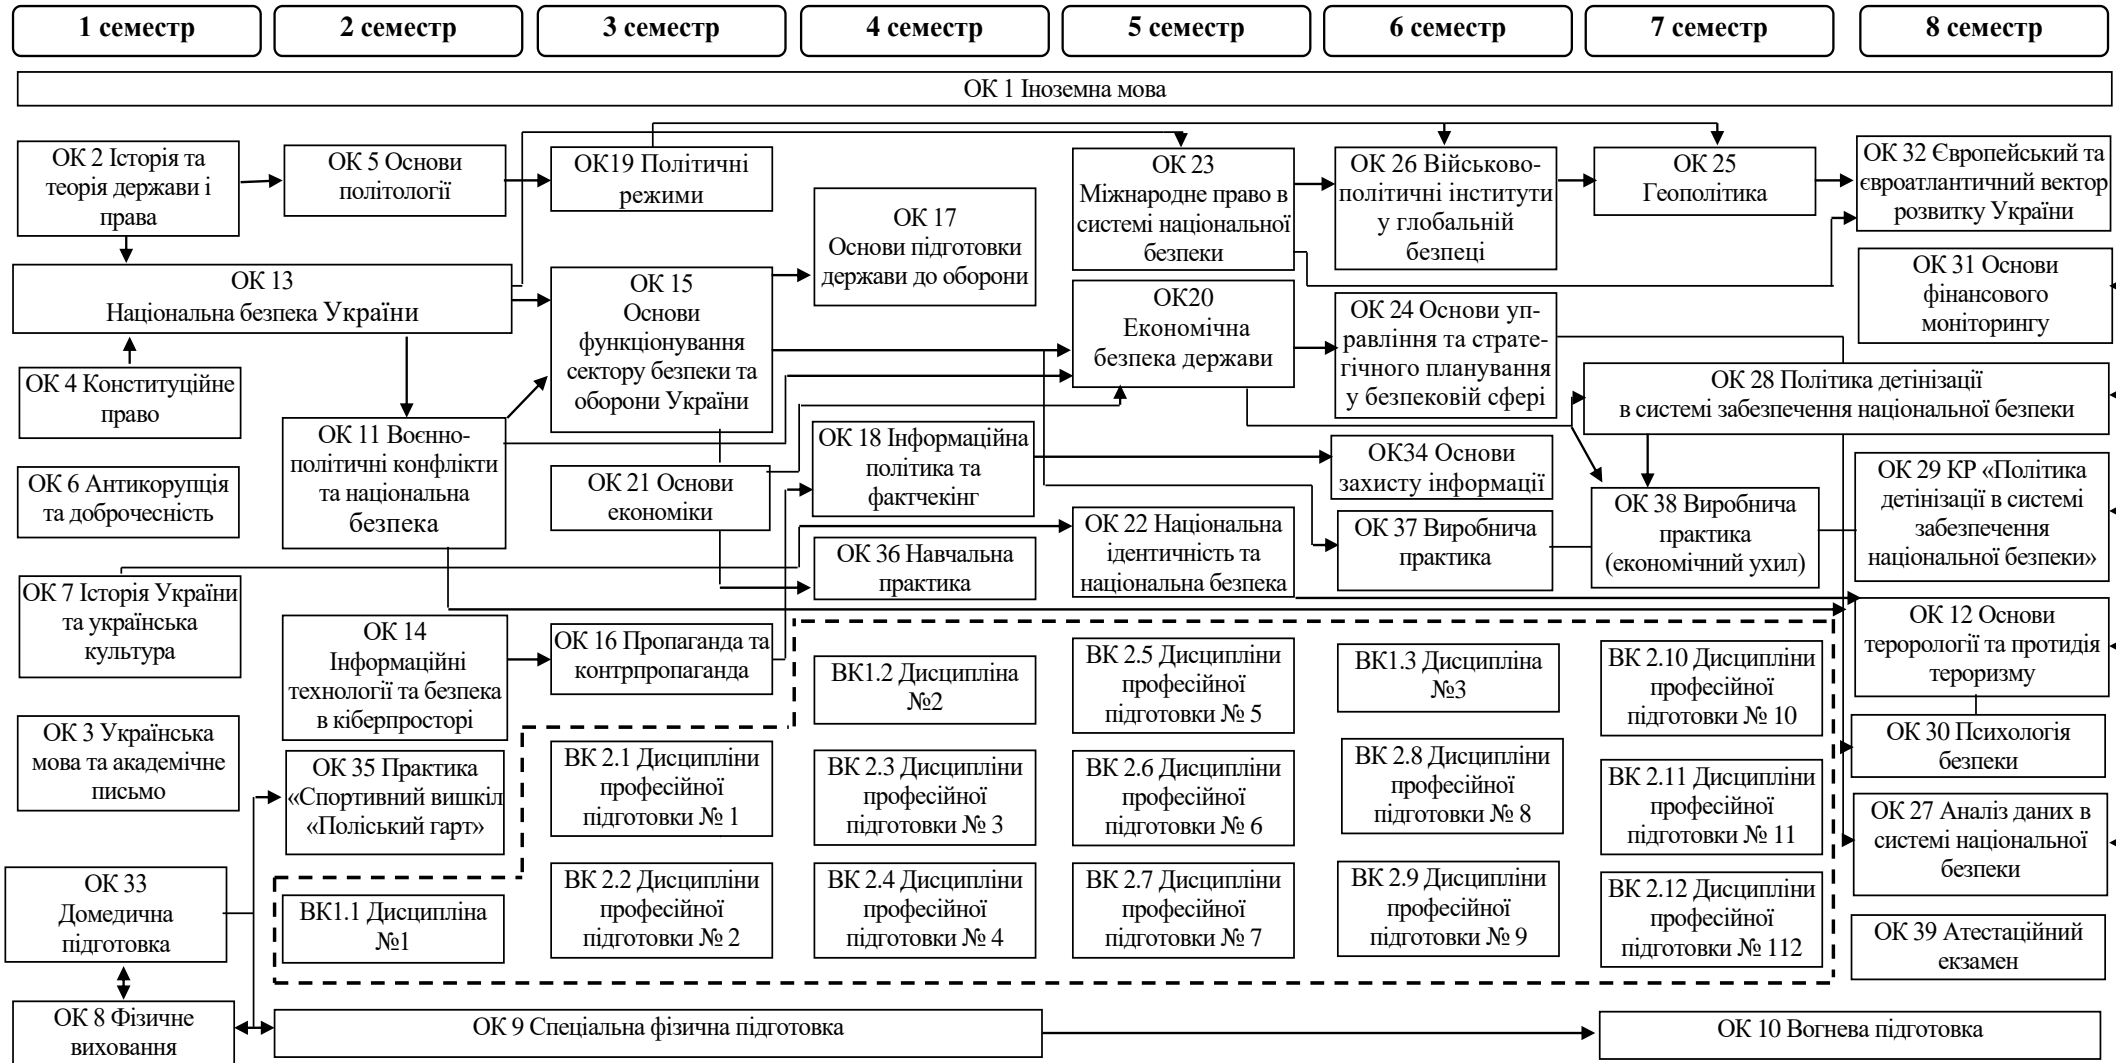 1 семестр
2 семестр
3 семестр
4 семестр
5 семестр
6 семестр
7 семестр
8 семестр
ОК 1 Іноземна мова
ОК 2 Історія та
теорія держави і
права
ОК 5 Основи
політології
ОК19 Політичні
режими
ОК 17
Основи підготовки
держави до оборони
ОК 23
Міжнародне право в
системі національної
безпеки
ОК 26 Військово-
політичні інститути
у глобальній
безпеці
ОК 25
Геополітика
ОК 32 Європейський та
євроатлантичний вектор
розвитку України
ОК 13
Національна безпека України
ОК 15
Основи
функціонування
сектору безпеки та
оборони України
ОК20
Економічна
безпека держави
ОК 24 Основи уп-
равління та страте-
гічного планування
у безпековій сфері
ОК 31 Основи
фінансового
моніторингу
ОК 4 Конституційне
право
ОК 28 Політика детінізації
в системі забезпечення національної безпеки
ОК 11 Воєнно-
політичні конфлікти
та національна
безпека
ОК 18 Інформаційна
політика та
фактчекінг
ОК34 Основи
захисту інформації
ОК 6 Антикорупція
та доброчесність
ОК 21 Основи
економіки
ОК 29 КР «Політика
детінізації в системі
забезпечення
національної безпеки»
ОК 38 Виробнича
практика
(економічний ухил)
ОК 22 Національна
ідентичність та
національна безпека
ОК 37 Виробнича
практика
ОК 36 Навчальна
практика
ОК 7 Історія України
та українська
культура
ОК 14
Інформаційні
технології та безпека
в кіберпросторі
ОК 16 Пропаганда та
контрпропаганда
ОК 12 Основи
терорології та протидія
тероризму
ВК1.2 Дисципліна
№2
ВК 2.5 Дисципліни
професійної
підготовки № 5
ВК1.3 Дисципліна
№3
ВК 2.10 Дисципліни
професійної
підготовки № 10
ОК 3 Українська
мова та академічне
письмо
ОК 35 Практика
«Спортивний вишкіл
«Поліський гарт»
ВК 2.1 Дисципліни
професійної
підготовки № 1
ВК 2.3 Дисципліни
професійної
підготовки № 3
ВК 2.6 Дисципліни
професійної
підготовки № 6
ВК 2.8 Дисципліни
професійної
підготовки № 8
ВК 2.11 Дисципліни
професійної
підготовки № 11
ОК 30 Психологія
безпеки
ОК 27 Аналіз даних в
системі національної
безпеки
ОК 33
Домедична
підготовка
ВК1.1 Дисципліна
№1
ВК 2.2 Дисципліни
професійної
підготовки № 2
ВК 2.4 Дисципліни
професійної
підготовки № 4
ВК 2.7 Дисципліни
професійної
підготовки № 7
ВК 2.9 Дисципліни
професійної
підготовки № 9
ВК 2.12 Дисципліни
професійної
підготовки № 112
ОК 39 Атестаційний
екзамен
ОК 8 Фізичне
виховання
ОК 9 Спеціальна фізична підготовка
ОК 10 Вогнева підготовка